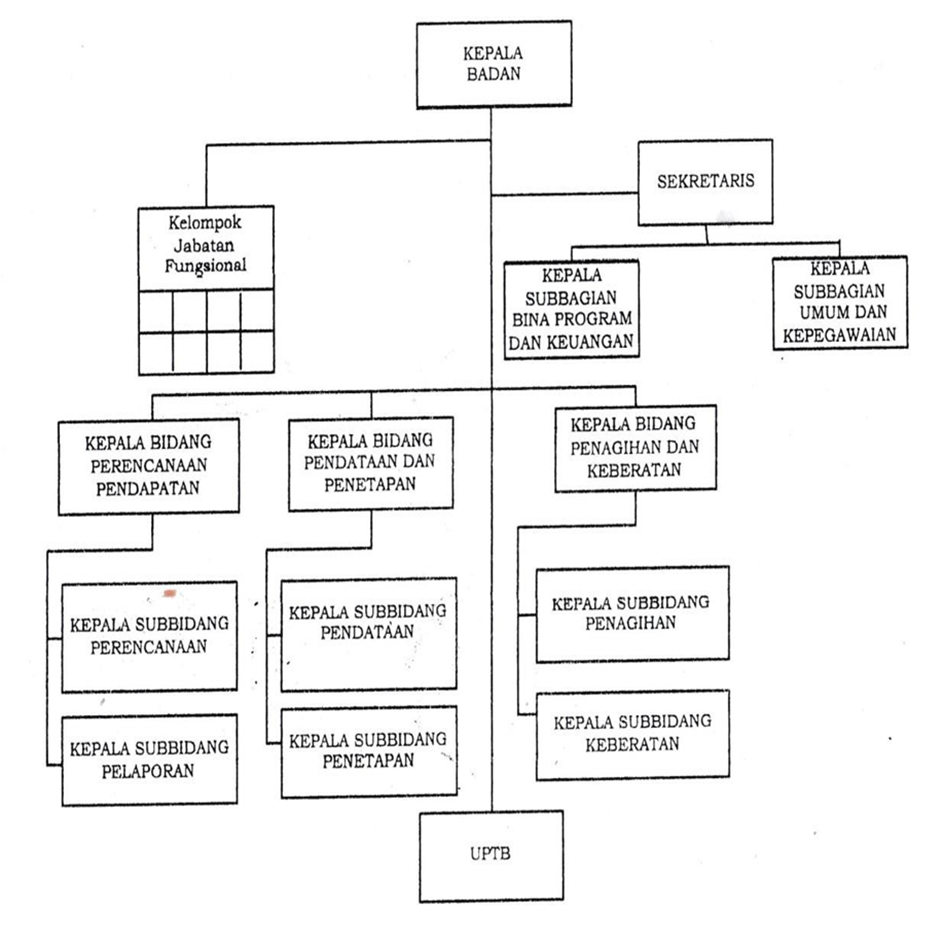 KEPALA
BADAN
SEKRETARIS
Kelompok
Jabatan
Fungsional
KEPALA
SUBBAGIAN
BINA PROGRAM
DAN KEUANGAN
KEPALA
SUBBAGIAN
UMUM DAN
KEPEGAWAIAN
KEPALA BIDANG
PERENCANAAN
PENDAPATAN
KEPALA BIDANG
PENDATAAN DAN
PENETAPAN
KEPALA BIDANG
PENAGIHAN DAN
KEBERATAN
KEPALA SUBBIDANG
PERENCANAAN
KEPALA SUBBIDANG
PENDATAAN
KEPALA SUBBIDANG
PENAGIHAN
KEPALA SUBBIDANG
PELAPORAN
KEPALA SUBBIDANG
PENETAPAN
KEPALA SUBBIDANG
KEBERATAN
UPTB